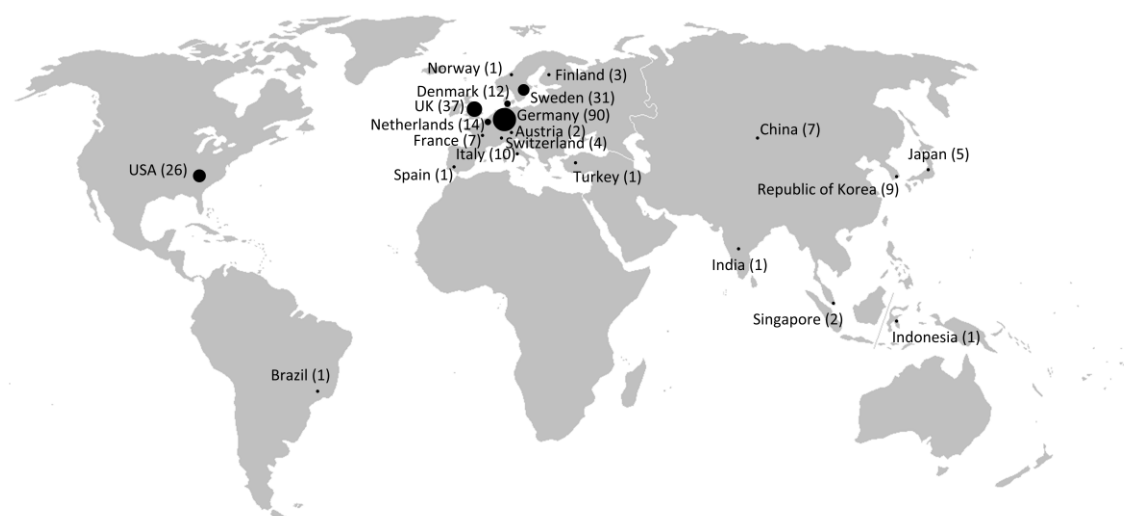 Norway (1)
Finland (3)
Denmark (12)
Sweden (31)
UK (37)
Germany (90)
Netherlands (14)
Austria (2)
France (7)
Switzerland (4)
Italy (10)
Spain (1)
Turkey (1)
USA (26)
China (7)
Japan (5)
Republic of Korea (9)
India (1)
Singapore (2)
Indonesia (1)
Brazil (1)